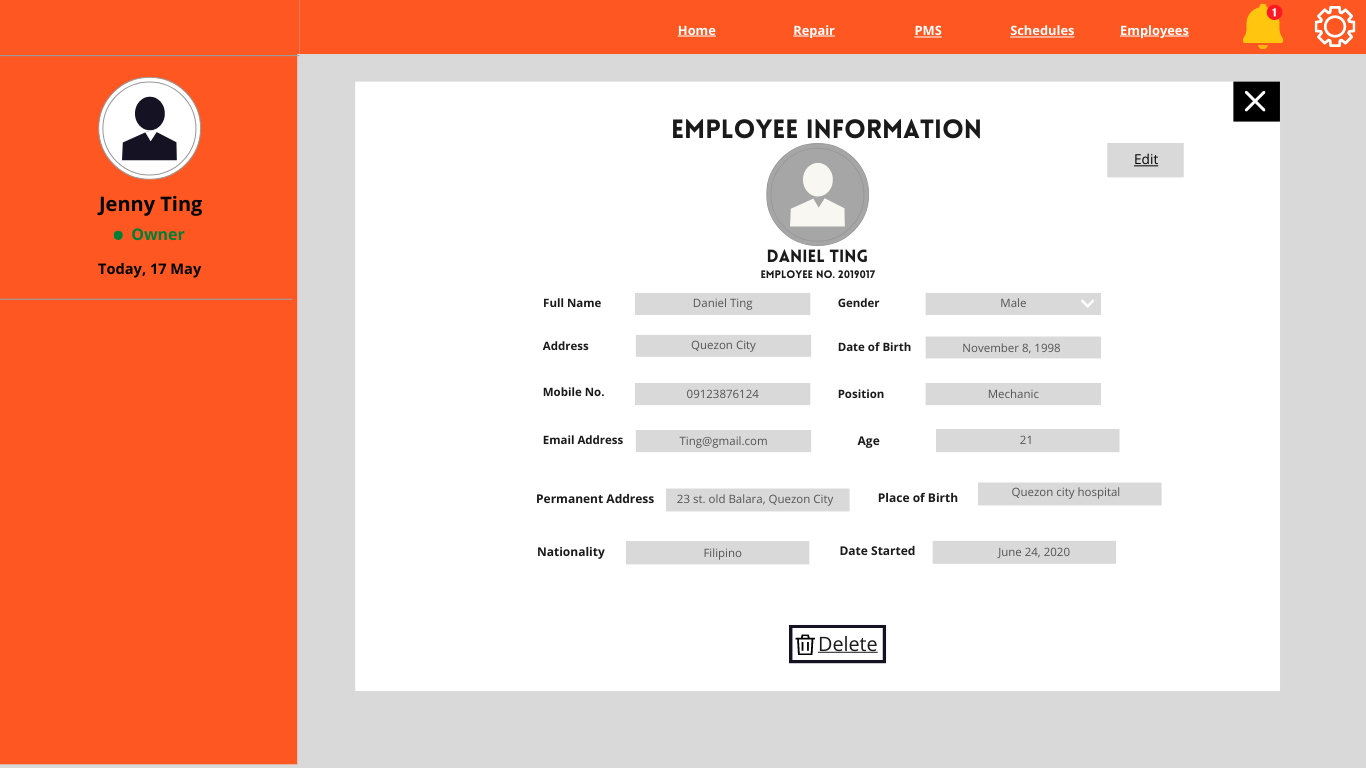 Home Repair PMS Schedules Employees 1
Jenny Ting
Owner
Today, 17 May
EMPLOYEE INFORMATION
Edit
DANIEL TING
EMPLOYEE NO. 2019017
Full Name Daniel Ting Gender Male
Address Quezon City Date of Birth November 8, 1998
Mobile No. 09123876124 Position Mechanic
Email Address Ting@gmail.com Age 21
Permanent Address 23 st. old Balara, Quezon City Place of Birth Quezon city hospital
Nationality Filipino Date Started June 24, 2020
Delete